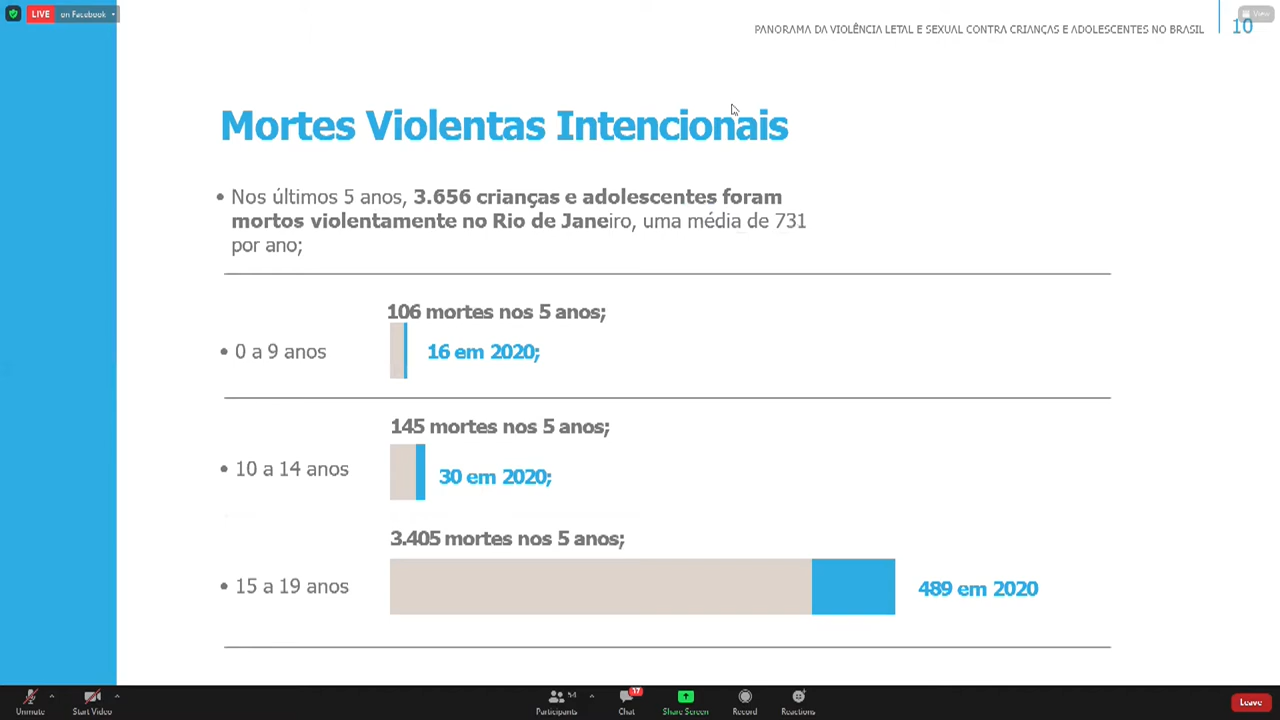 LIVE on Facebook
View
PANORAMA DA VIOLÊNCIA LETAL E SEXUAL CONTRA CRIANÇAS E ADOLESCENTES NO BRASIL 10
Mortes Violentas Intencionais
• Nos últimos 5 anos, 3.656 crianças e adolescentes foram
mortos violentamente no Rio de Janeiro, uma média de 731
por ano;
106 mortes nos 5 anos;
• 0 a 9 anos
16 em 2020;
145 mortes nos 5 anos;
• 10 a 14 anos
30 em 2020;
3.405 mortes nos 5 anos;
• 15 a 19 anos
489 em 2020
Unmute
Start Video
Participants 54
Chat 17
Share Screen
Record
Reactions
Leave